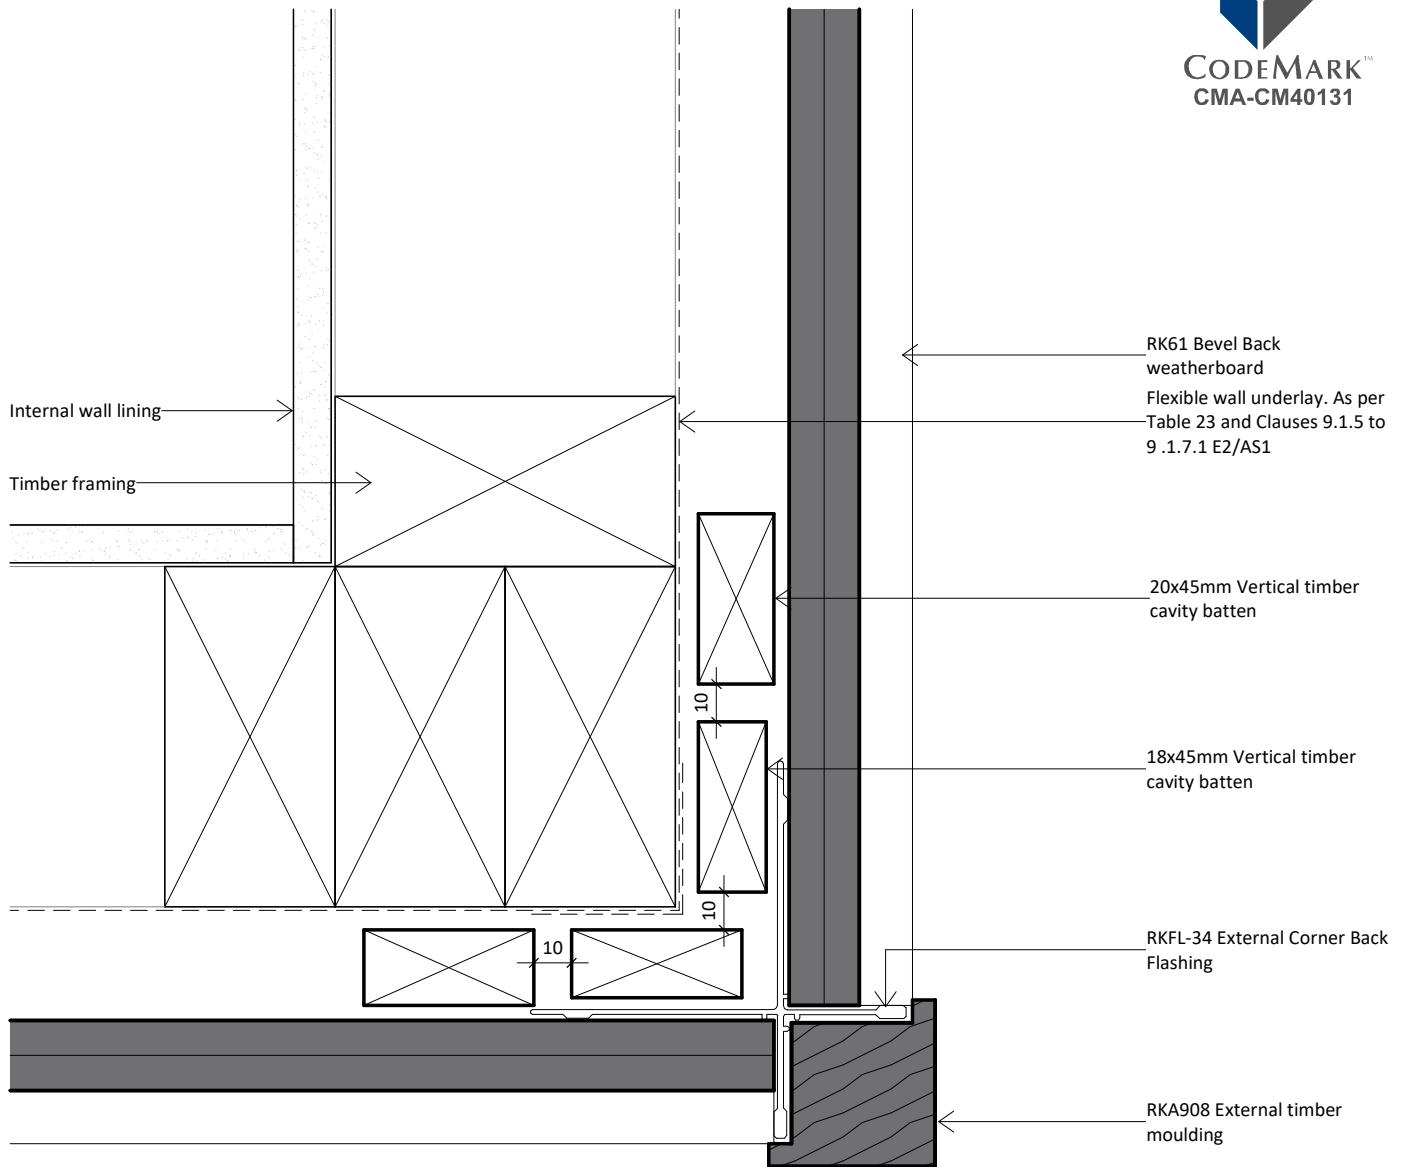 CODEMARK™
CMA-CM40131
RK61 Bevel Back
weatherboard
Flexible wall underlay. As per
Table 23 and Clauses 9.1.5 to
9 .1.7.1 E2/AS1
Internal wall lining
Timber framing
20x45mm Vertical timber
cavity batten
10
18x45mm Vertical timber
cavity batten
10
10
RKFL-34 External Corner Back
Flashing
RKA908 External timber
moulding